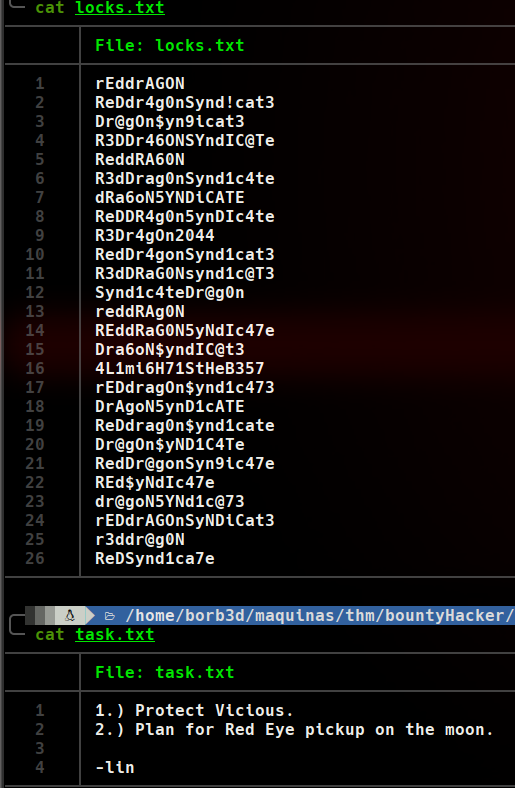 cat locks.txt
File: locks.txt
1 rEddrAGON
2 ReDdr4g0nSynd!cat3
3 Dr@gOn$yn9icat3
4 R3DDr46ONSYndIC@Te
5 ReddRA60N
6 R3dDrag0nSynd1c4te
7 dRa6oN5YNDiCATE
8 ReDDR4g0n5ynDIc4te
9 R3Dr4gOn2044
10 RedDr4gonSynd1cat3
11 R3dDRaG0Nsynd1c@T3
12 Synd1c4teDr@g0n
13 reddRAg0N
14 REddRaG0N5yNdIc47e
15 Dra6oN$yndIC@t3
16 4L1mi6H71StHeB357
17 rEDdragOn$ynd1c473
18 DrAgoN5ynD1cATE
19 ReDdrag0n$ynd1cate
20 Dr@gOn$yND1C4Te
21 RedDr@gonSyn9ic47e
22 REd$yNdIc47e
23 dr@goN5YNd1c@73
24 rEDdrAGOnSyNDiCat3
25 r3ddr@g0N
26 ReDSynd1ca7e
/home/borb3d/maquinas/thm/bountyHacker/
cat task.txt
File: task.txt
1 1.) Protect Vicious.
2 2.) Plan for Red Eye pickup on the moon.
3
4 -lin